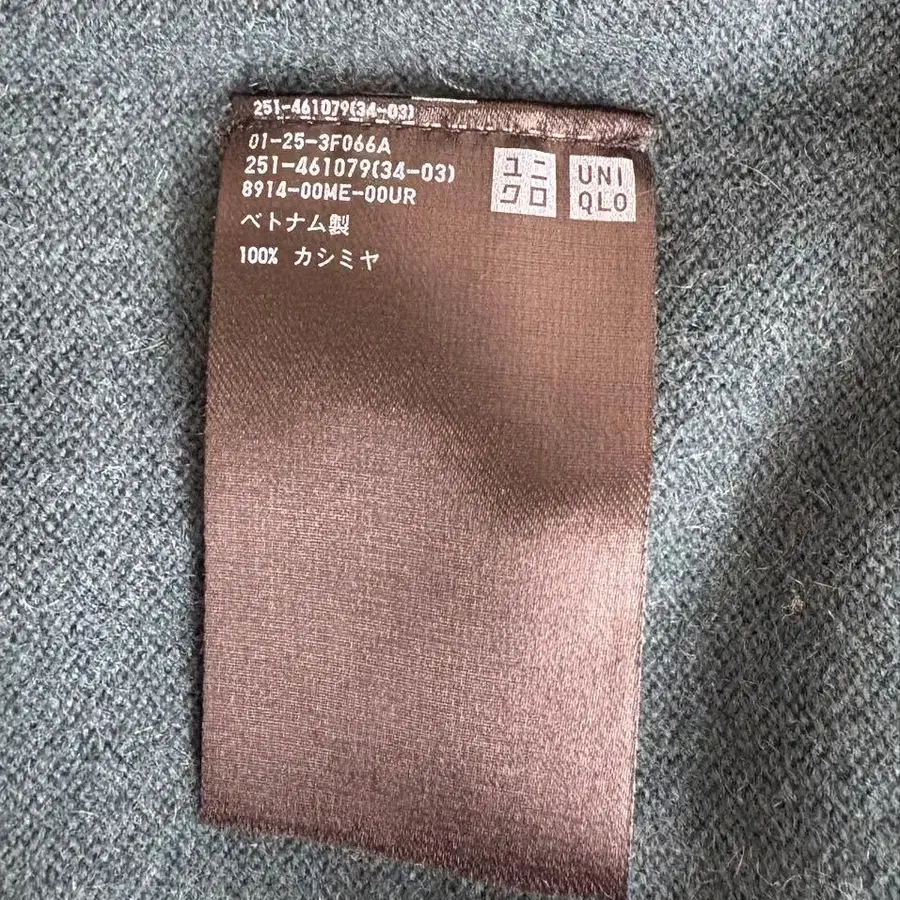 251-461079(34-03)
01-25-3F066A
251-461079(34-03)
8914-00ME-00UR
ベトナム製
100% カシミヤ
ユニ
クロ
UNI
QLO